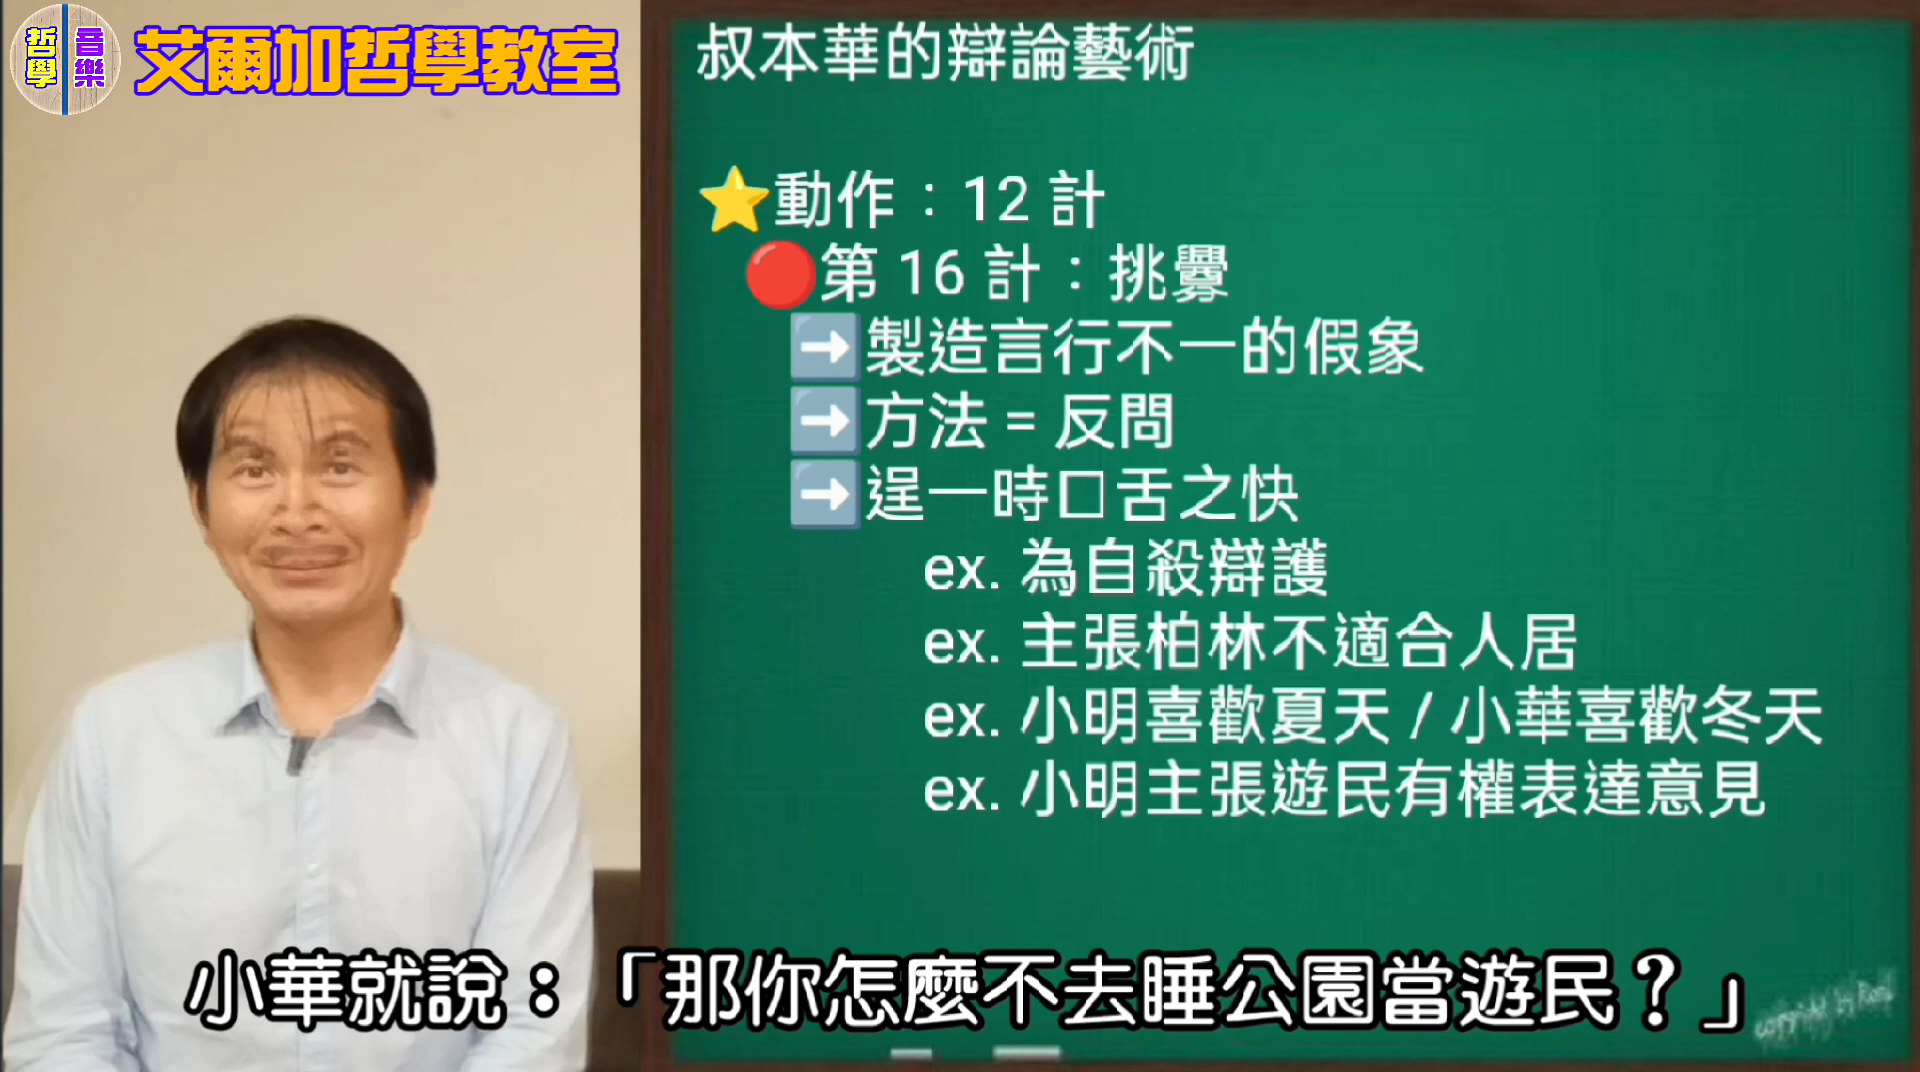 哲學
音樂
艾爾加哲學教室
叔本華的辯論藝術
動作：12 計
第 16 計：挑釁
製造言行不一的假象
方法 = 反問
逞一時口舌之快
ex. 為自殺辯護
ex. 主張柏林不適合人居
ex. 小明喜歡夏天 / 小華喜歡冬天
ex. 小明主張遊民有權表達意見
小華就說：「那你怎麼不去睡公園當遊民？」
copyright by